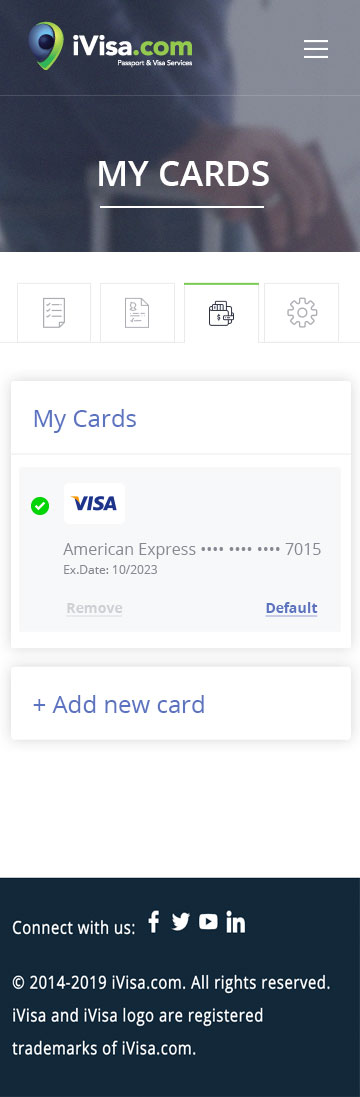 iVisa.com
Passport & Visa Services
MY CARDS
My Cards
VISA
American Express •••• •••• •••• 7015
Ex.Date: 10/2023
Remove
Default
+ Add new card
Connect with us:
© 2014-2019 iVisa.com. All rights reserved.
iVisa and iVisa logo are registered
trademarks of iVisa.com.